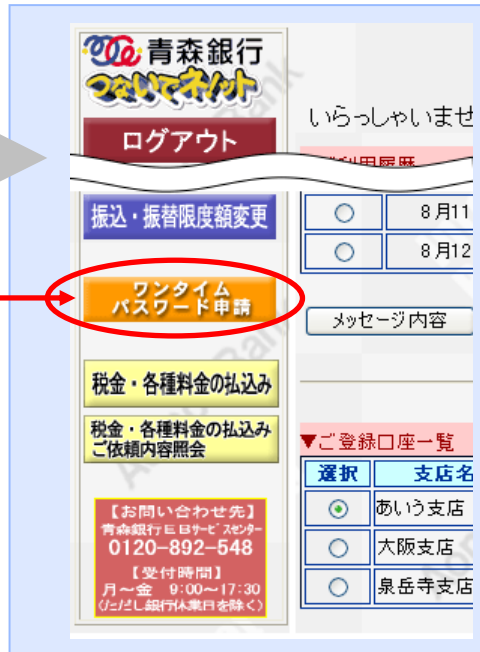 青森銀行
つないでネ!ット
いらっしゃいませ
ログアウト
利用履歴
振込・振替限度額変更
8月11
8月12
ワンタイム
パスワード申請
メッセージ内容
税金・各種料金の払込み
税金・各種料金の払込み
ご依頼内容照会
▼ご登録口座一覧
選択
支店名
あいう支店
大阪支店
泉岳寺支店
【お問い合わせ先】
青森銀行EBサービスセンター
0120-892-548
【受付時間】
月~金 9:00~17:30
(ただし銀行休業日を除く)